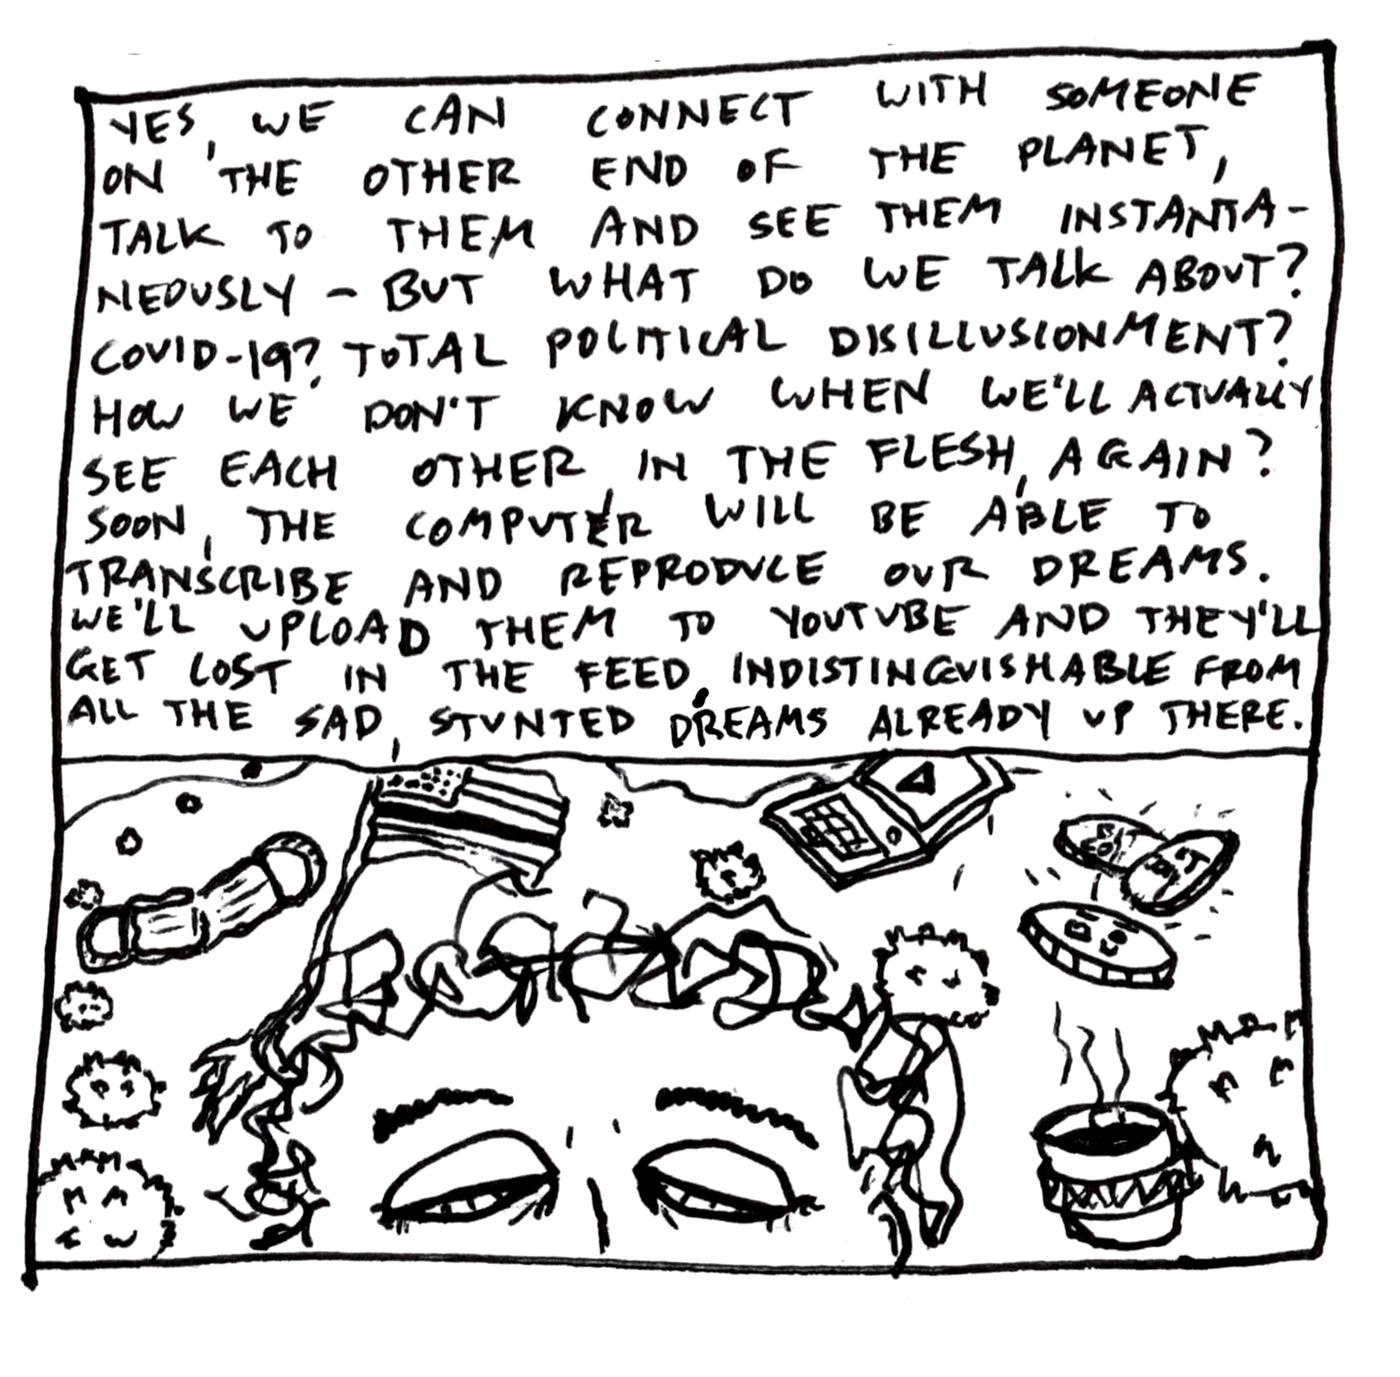 YES, WE CAN CONNECT WITH SOMEONE
ON THE OTHER END OF THE PLANET,
TALK TO THEM AND SEE THEM INSTANTA-
NEOUSLY - BUT WHAT DO WE TALK ABOUT?
COVID-19? TOTAL POLITICAL DISILLUSIONMENT?
HOW WE DON'T KNOW WHEN WE'LL ACTUALLY
SEE EACH OTHER IN THE FLESH, AGAIN?
SOON, THE COMPUTER WILL BE ABLE TO
TRANSCRIBE AND REPRODUCE OUR DREAMS.
WE'LL UPLOAD THEM TO YOUTUBE AND THEY'LL
GET LOST IN THE FEED, INDISTINGUISHABLE FROM
ALL THE SAD, STUNTED DREAMS ALREADY UP THERE.